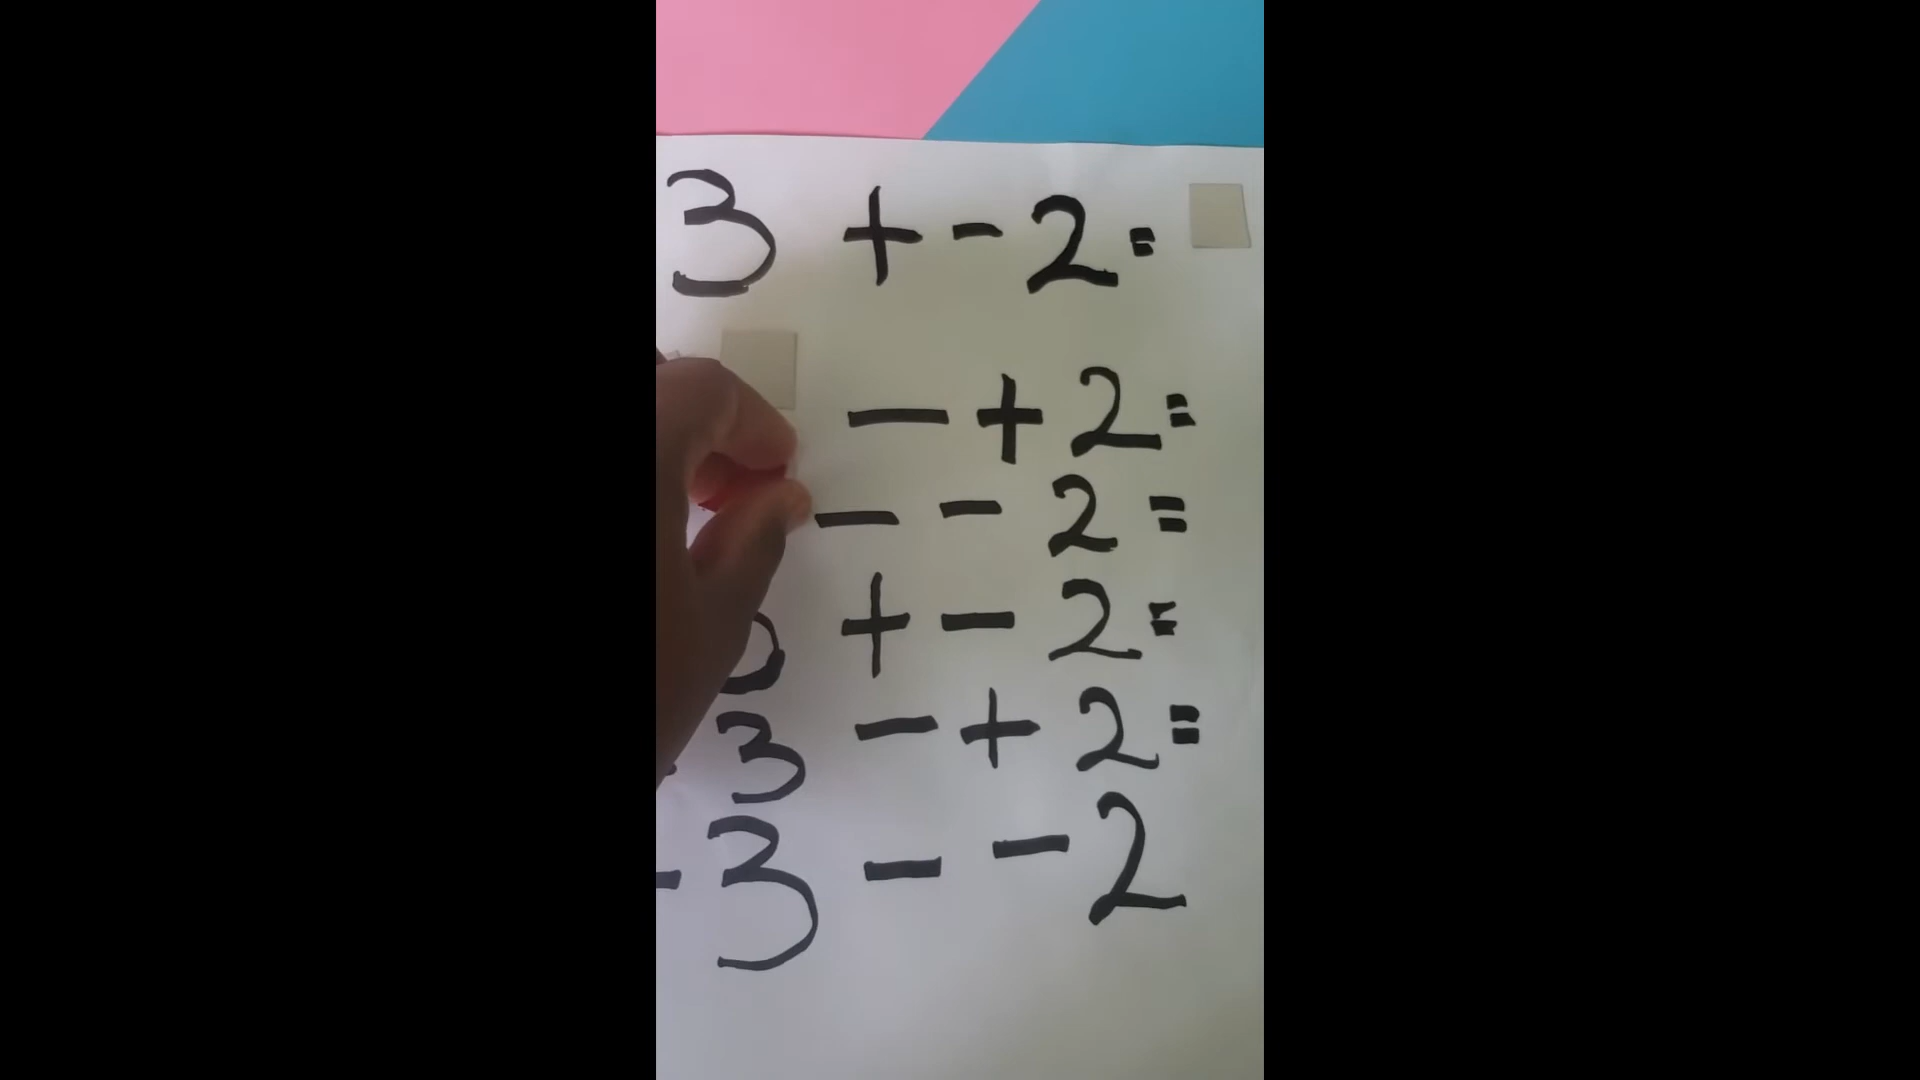 3 + - 2 =
- + 2 =
- - 2 =
+ - 2 =
3 - + 2 =
- 3 - - 2